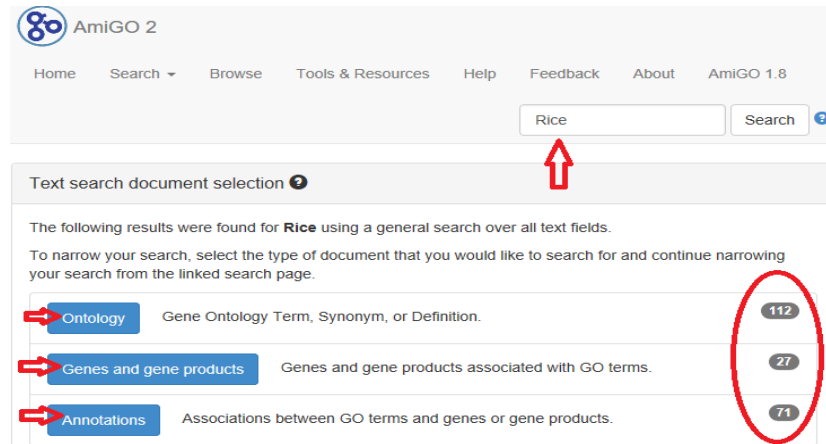 AmiGO 2
Home Search Browse Tools & Resources Help Feedback About AmiGO 1.8
Rice Search ?
Text search document selection ?
The following results were found for Rice using a general search over all text fields.
To narrow your search, select the type of document that you would like to search for and continue narrowing
your search from the linked search page.
Ontology Gene Ontology Term, Synonym, or Definition. 112
Genes and gene products Genes and gene products associated with GO terms. 27
Annotations Associations between GO terms and genes or gene products. 71